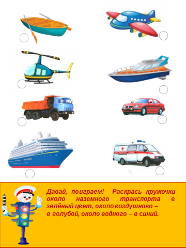 Давай, поиграем! Раскрась кружочки
около наземного транспорта в
зелёный цвет, около воздушного –
в голубой, около водного – в синий.